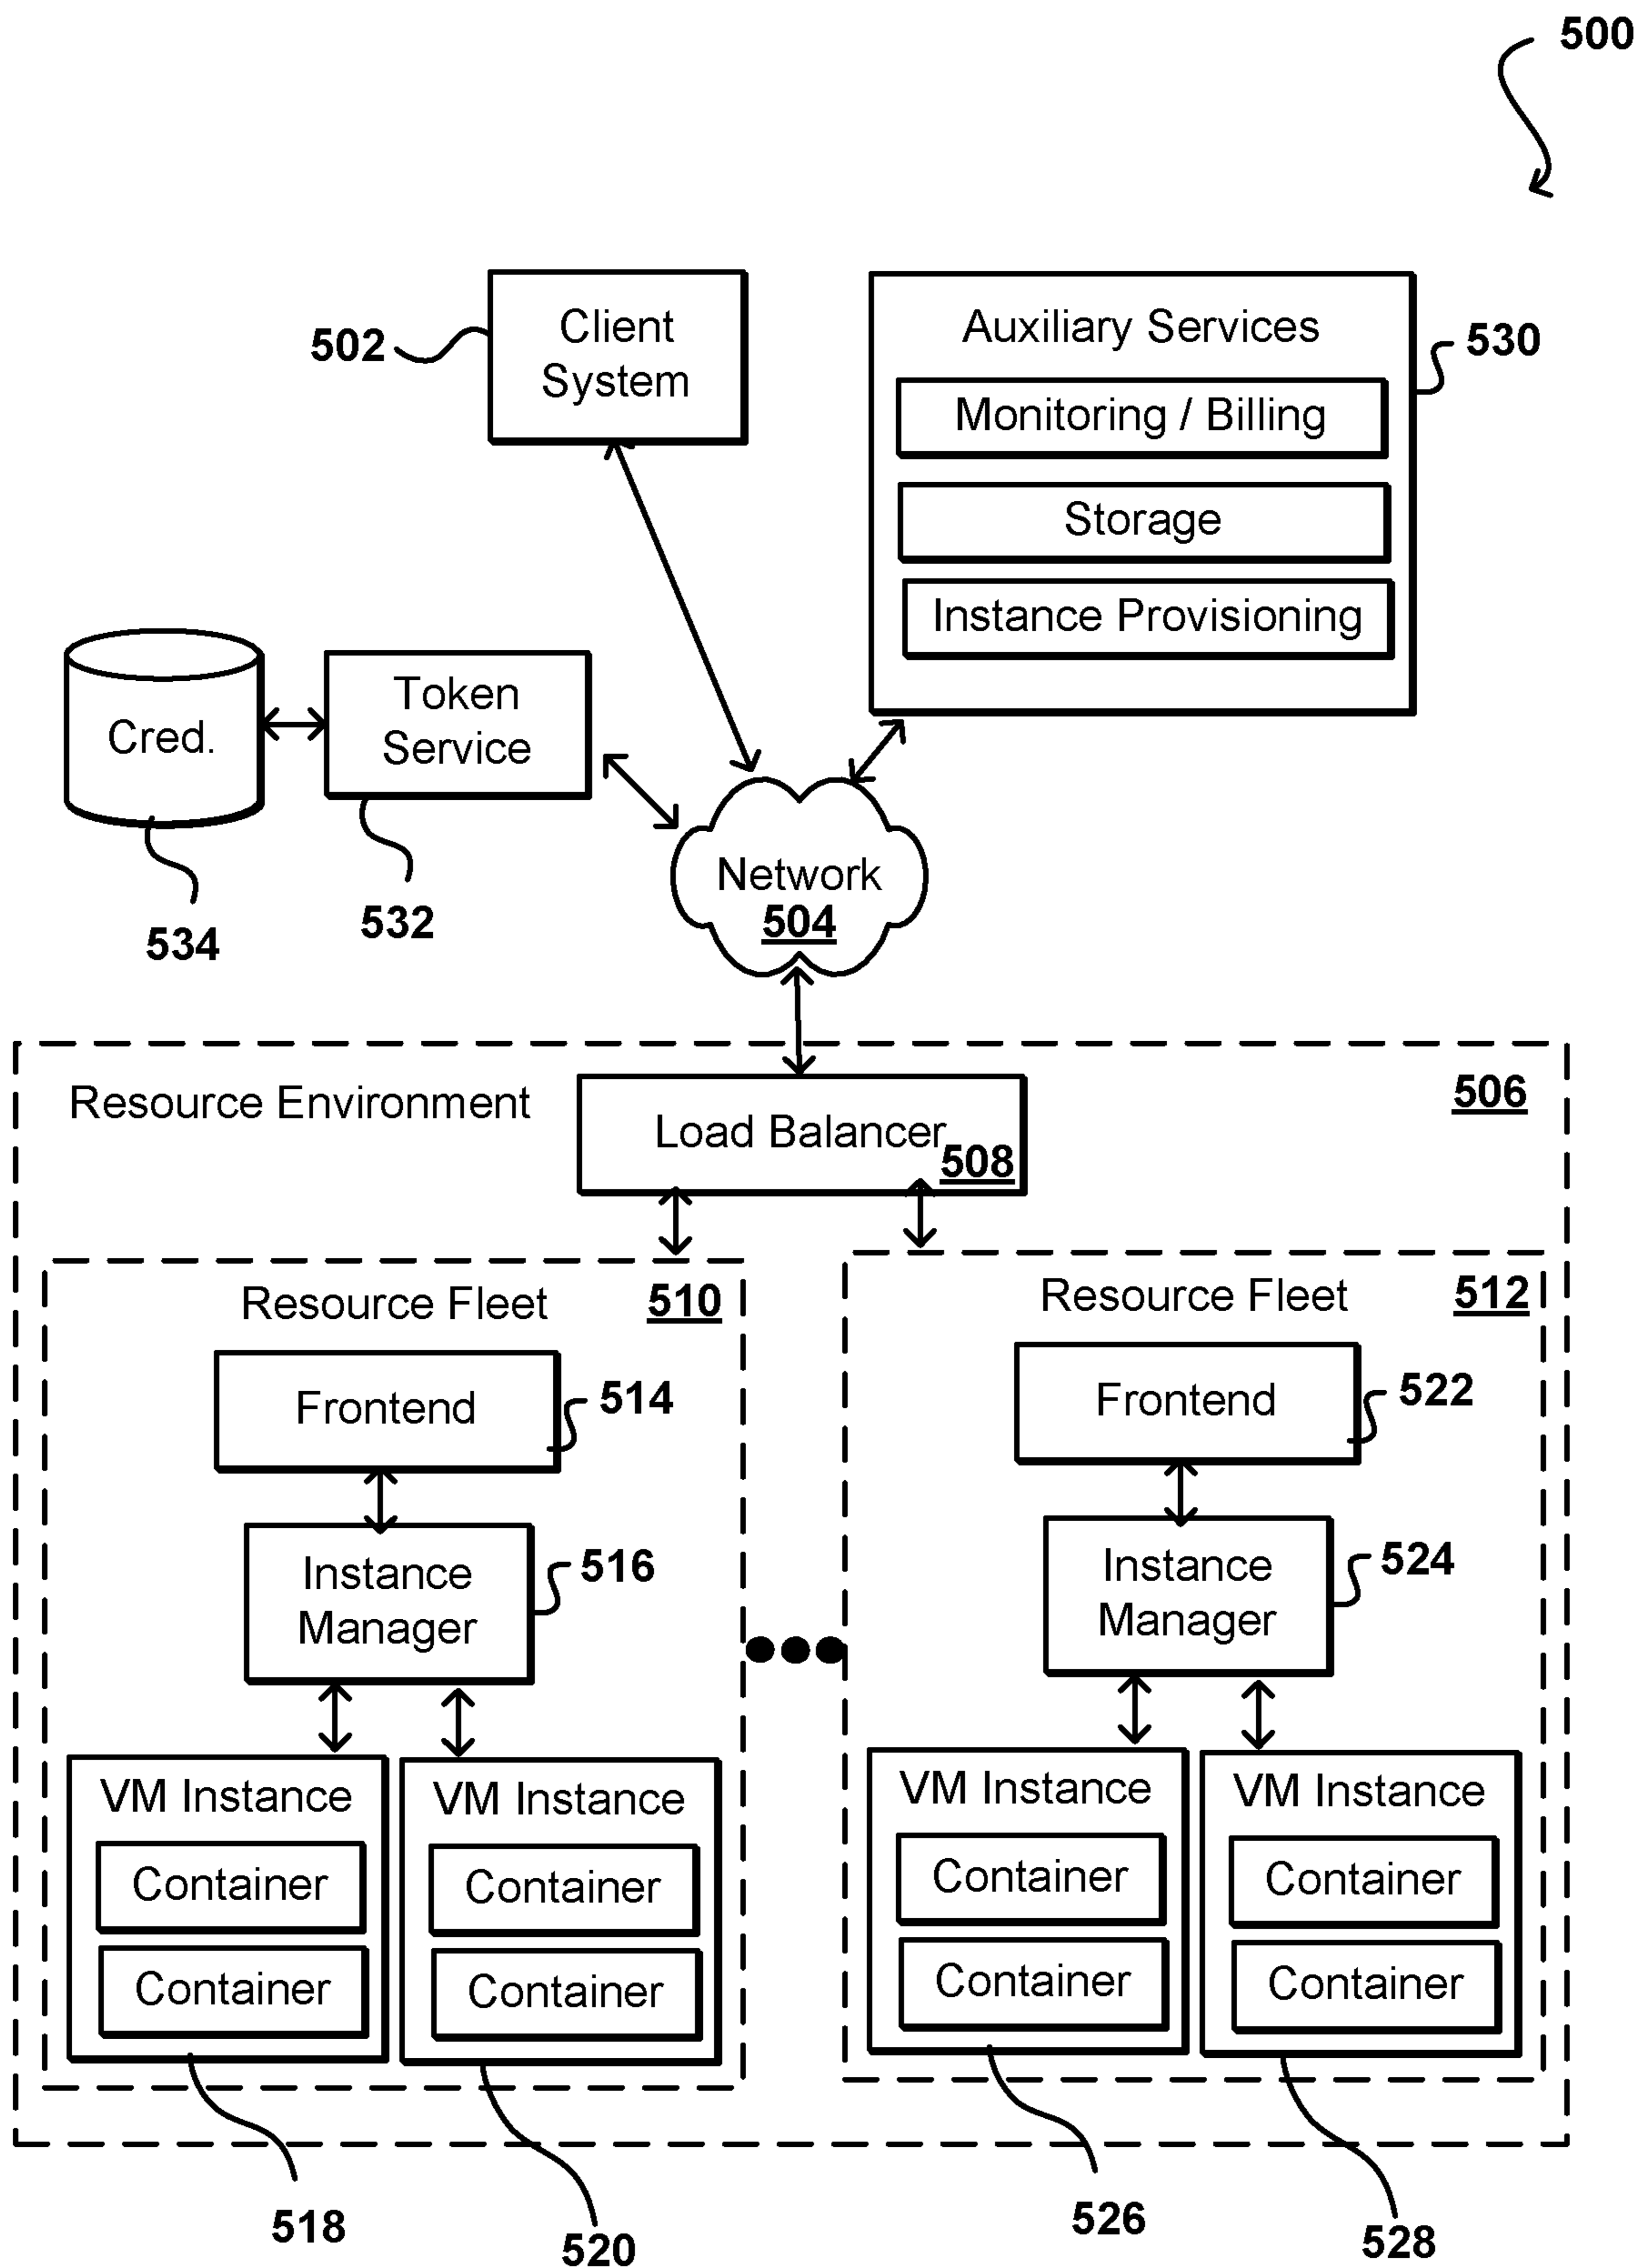 500
Client
System
502
Auxiliary Services
530
Monitoring / Billing
Storage
Instance Provisioning
Cred.
Token
Service
534
532
Network
504
Resource Environment
506
Load Balancer
508
Resource Fleet
510
Frontend
514
Instance
Manager
516
VM Instance
Container
Container
VM Instance
Container
Container
518
520
Resource Fleet
512
Frontend
522
Instance
Manager
524
VM Instance
Container
Container
VM Instance
Container
Container
526
528